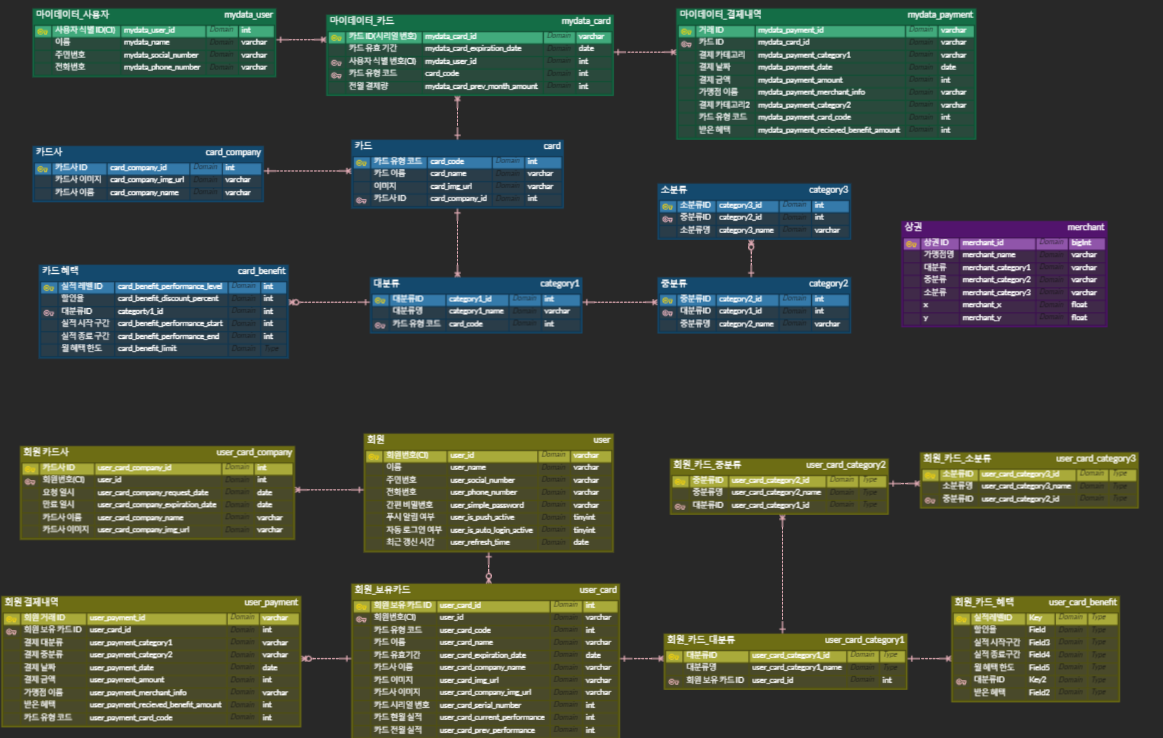 마이데이터_사용자 mydata_user
사용자 식별 ID(CI) mydata_user_id Domain int
이름 mydata_name Domain varchar
주민번호 mydata_social_number Domain varchar
전화번호 mydata_phone_number Domain varchar
마이데이터_카드 mydata_card
카드 ID(시리얼 번호) mydata_card_id Domain varchar
카드 유효 기간 mydata_card_expiration_date Domain date
사용자 식별 번호(CI) mydata_user_id Domain int
카드 유형 코드 card_code Domain int
전월 결제량 mydata_card_prev_month_amount Domain int
마이데이터_결제내역 mydata_payment
거래 ID mydata_payment_id Domain varchar
카드 ID mydata_card_id Domain varchar
결제 카테고리 mydata_payment_category1 Domain varchar
결제 날짜 mydata_payment_date Domain date
결제 금액 mydata_payment_amount Domain int
가맹점 이름 mydata_payment_merchant_info Domain varchar
결제 카테고리2 mydata_payment_category2 Domain varchar
카드 유형 코드 mydata_payment_card_code Domain int
받은 혜택 mydata_payment_recieved_benefit_amount Domain int
카드사 card_company
카드사 ID card_company_id Domain int
카드사 이미지 card_company_img_url Domain varchar
카드사 이름 card_company_name Domain varchar
카드 card
카드 유형 코드 card_code Domain int
카드 이름 card_name Domain varchar
이미지 card_img_url Domain varchar
카드사 ID card_company_id Domain int
소분류 category3
소분류ID category3_id Domain int
중분류ID category2_id Domain int
소분류명 category3_name Domain varchar
상권 merchant
상권 ID merchant_id Domain bigint
가맹점명 merchant_name Domain varchar
대분류 merchant_category1 Domain varchar
중분류 merchant_category2 Domain varchar
소분류 merchant_category3 Domain varchar
x merchant_x Domain float
y merchant_y Domain float
카드 혜택 card_benefit
실적 레벨 ID card_benefit_performance_level Domain int
할인율 card_benefit_discount_percent Domain int
대분류ID categorty1_id Domain int
실적 시작 구간 card_benefit_performance_start Domain int
실적 종료 구간 card_benefit_performance_end Domain int
월 혜택 한도 card_benefit_limit Domain Type
대분류 category1
대분류ID category1_id Domain int
대분류명 category1_name Domain varchar
카드 유형 코드 card_code Domain int
중분류 category2
중분류ID category2_id Domain int
대분류ID category1_id Domain int
중분류명 category2_name Domain varchar
회원 카드사 user_card_company
카드사 ID user_card_company_id Domain int
회원번호(CI) user_id Domain int
요청 일시 user_card_company_request_date Domain date
만료 일시 user_card_company_expiration_date Domain date
카드사 이름 user_card_company_name Domain varchar
카드사 이미지 user_card_company_img_url Domain varchar
회원 user
회원번호(CI) user_id Domain varchar
이름 user_name Domain varchar
주민번호 user_social_number Domain varchar
전화번호 user_phone_number Domain varchar
간편 비밀번호 user_simple_password Domain varchar
푸시 알림 여부 user_is_push_active Domain tinyint
자동 로그인 여부 user_is_auto_login_active Domain tinyint
최근 갱신 시간 user_refresh_time Domain date
회원_카드_중분류 user_card_category2
중분류ID user_card_category2_id Domain Type
중분류명 user_card_category2_name Domain Type
대분류ID user_card_category1_id Domain Type
회원_카드_소분류 user_card_category3
소분류ID user_card_category3_id Domain Type
소분류명 user_card_category3_name Domain Type
중분류ID user_card_category2_id Domain Type
회원 결제내역 user_payment
회원 거래 ID user_payment_id Domain varchar
회원 보유 카드 ID user_card_id Domain int
결제 대분류 user_payment_category1 Domain varchar
결제 중분류 user_payment_category2 Domain varchar
결제 날짜 user_payment_date Domain date
결제 금액 user_payment_amount Domain int
가맹점 이름 user_payment_merchant_info Domain varchar
받은 혜택 user_payment_recieved_benefit_amount Domain int
카드 유형 코드 user_payment_card_code Domain int
회원_보유카드 user_card
회원 보유 카드 ID user_card_id Domain int
회원번호(CI) user_id Domain varchar
카드 유형 코드 user_card_code Domain int
카드 이름 user_card_name Domain varchar
카드 유효기간 user_card_expiration_date Domain date
카드사 이름 user_card_company_name Domain varchar
카드 이미지 user_card_img_url Domain varchar
카드사 이미지 user_card_company_img_url Domain varchar
카드 시리얼 번호 user_card_serial_number Domain int
카드 현월 실적 user_card_current_performance Domain int
카드 전월 실적 user_card_prev_performance Domain int
회원_카드_대분류 user_card_category1
대분류ID user_card_category1_id Domain Type
대분류명 user_card_category1_name Domain Type
회원 보유 카드 ID user_card_id Domain int
회원_카드_혜택 user_card_benefit
실적레벨ID Key Domain Type
할인율 Field Domain Type
실적 시작구간 Field3 Domain Type
실적 종료구간 Field4 Domain Type
월 혜택 한도 Field5 Domain Type
대분류ID Key2 Domain Type
받은 혜택 Field2 Domain Type